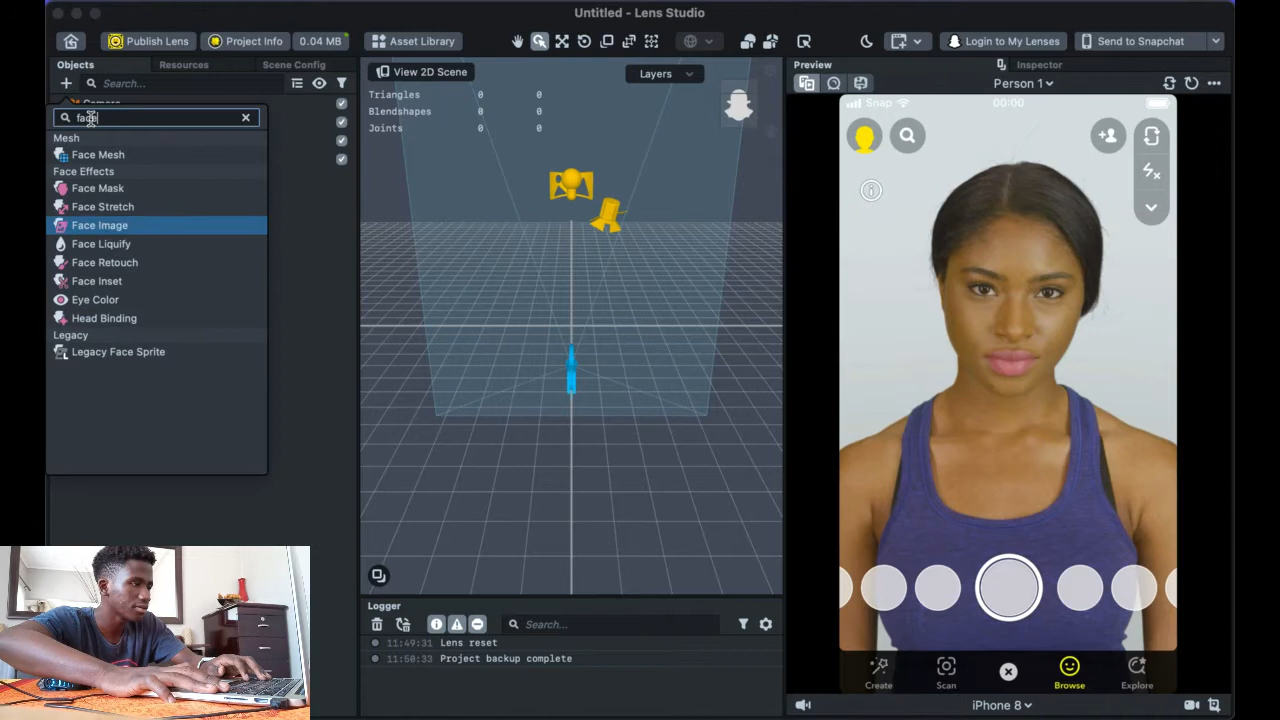 Untitled - Lens Studio
Publish Lens
Project Info
0.04 MB
Asset Library
Login to My Lenses
Send to Snapchat
Objects
Resources
Scene Config
Search...
face
Mesh
Face Mesh
Face Effects
Face Mask
Face Stretch
Face Image
Face Liquify
Face Retouch
Face Inset
Eye Color
Head Binding
Legacy
Legacy Face Sprite
View 2D Scene
Layers
Triangles 0 0
Blendshapes 0 0
Joints 0 0
Logger
Search...
11:49:31 Lens reset
11:50:33 Project backup complete
Preview
Inspector
Person 1
Snap
00:00
Create
Scan
Browse
Explore
iPhone 8